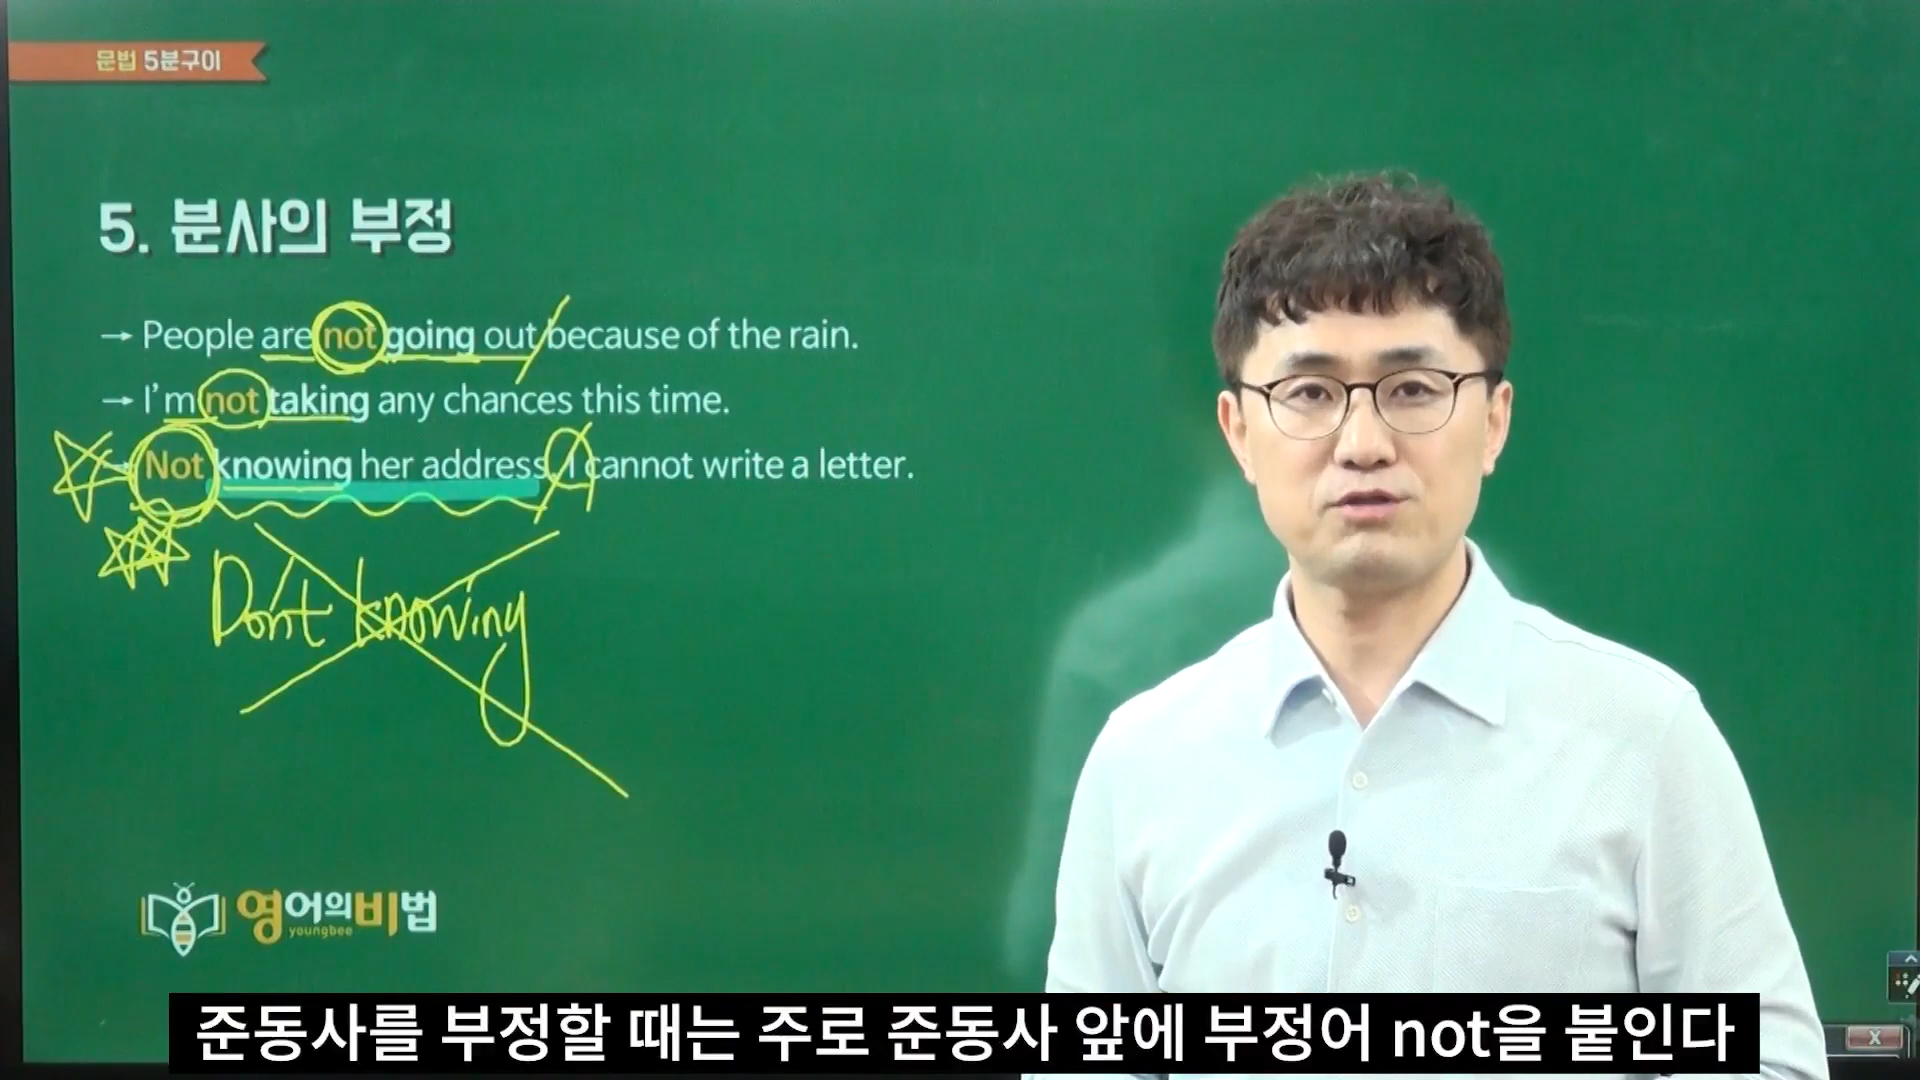 문법 5분구이
5. 분사의 부정
→ People are not going out because of the rain.
→ I'm not taking any chances this time.
→ Not knowing her address, I cannot write a letter.
Don't knowing
영어의비법
youngbee
준동사를 부정할 때는 주로 준동사 앞에 부정어 not을 붙인다
X